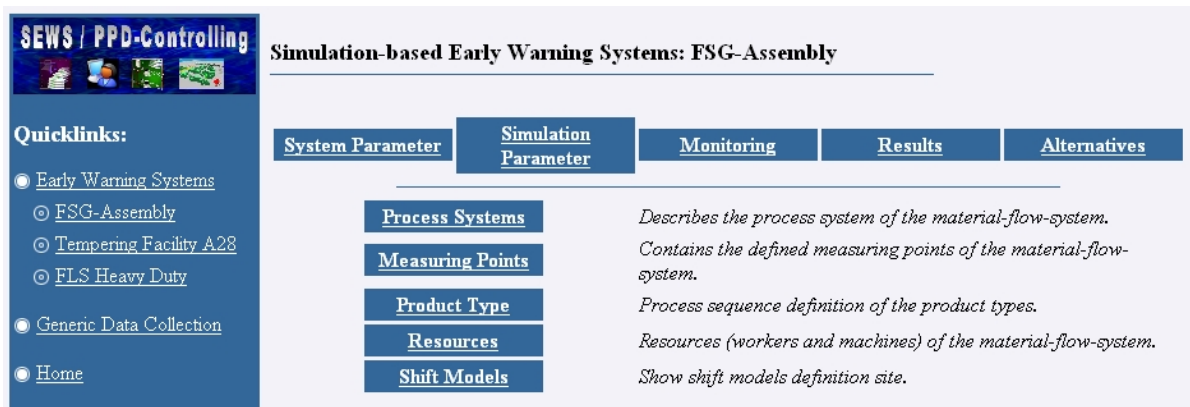 SEWS / PPD-Controlling
Simulation-based Early Warning Systems: FSG-Assembly
Quicklinks:
Early Warning Systems
FSG-Assembly
Tempering Facility A28
FLS Heavy Duty
Generic Data Collection
Home
System Parameter
Simulation
Parameter
Monitoring
Results
Alternatives
Process Systems
Describes the process system of the material-flow-system.
Measuring Points
Contains the defined measuring points of the material-flow-
system.
Product Type
Process sequence definition of the product types.
Resources
Resources (workers and machines) of the material-flow-system.
Shift Models
Show shift models definition site.